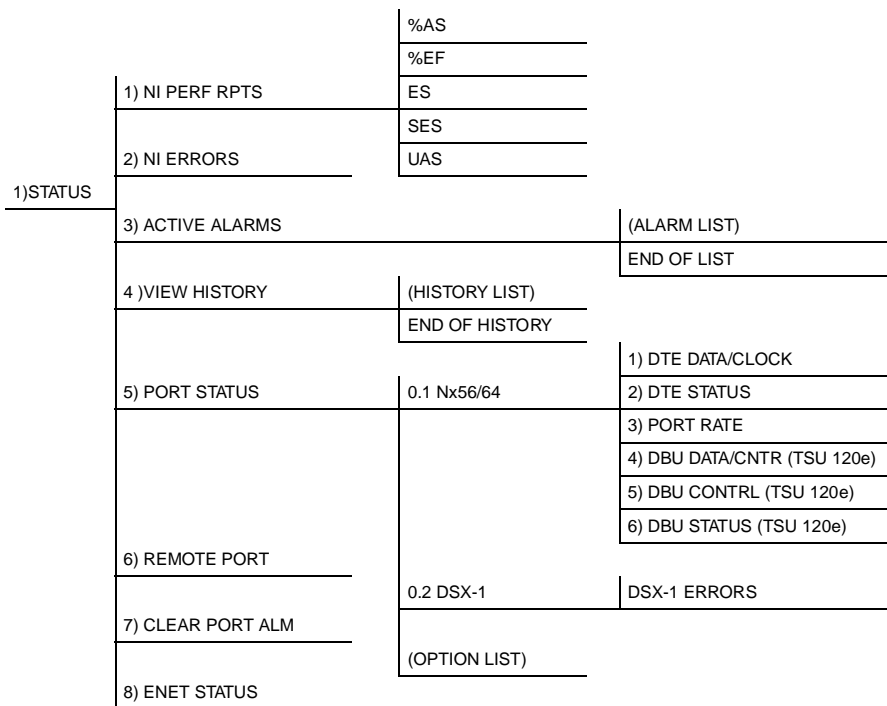 %AS
%EF
1) NI PERF RPTS
ES
SES
2) NI ERRORS
UAS
1)STATUS
3) ACTIVE ALARMS
(ALARM LIST)
END OF LIST
4 )VIEW HISTORY
(HISTORY LIST)
END OF HISTORY
1) DTE DATA/CLOCK
5) PORT STATUS
0.1 Nx56/64
2) DTE STATUS
3) PORT RATE
4) DBU DATA/CNTR (TSU 120e)
5) DBU CONTRL (TSU 120e)
6) DBU STATUS (TSU 120e)
6) REMOTE PORT
0.2 DSX-1
DSX-1 ERRORS
7) CLEAR PORT ALM
(OPTION LIST)
8) ENET STATUS